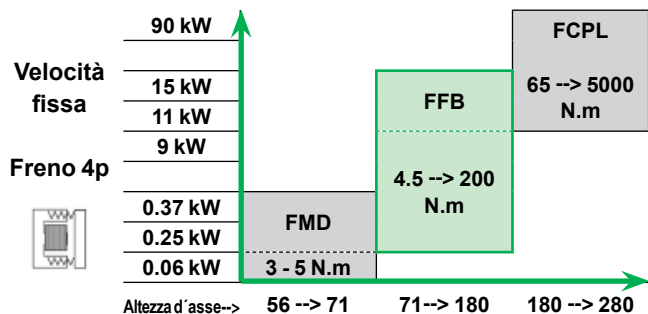 90 kW
FCPL
Velocità
fissa
15 kW
65 --> 5000
N.m
FFB
11 kW
9 kW
Freno 4p
4.5 --> 200
N.m
0.37 kW
FMD
0.25 kW
0.06 kW
3 - 5 N.m
Altezza d´asse-->
56 --> 71
71--> 180
180 --> 280